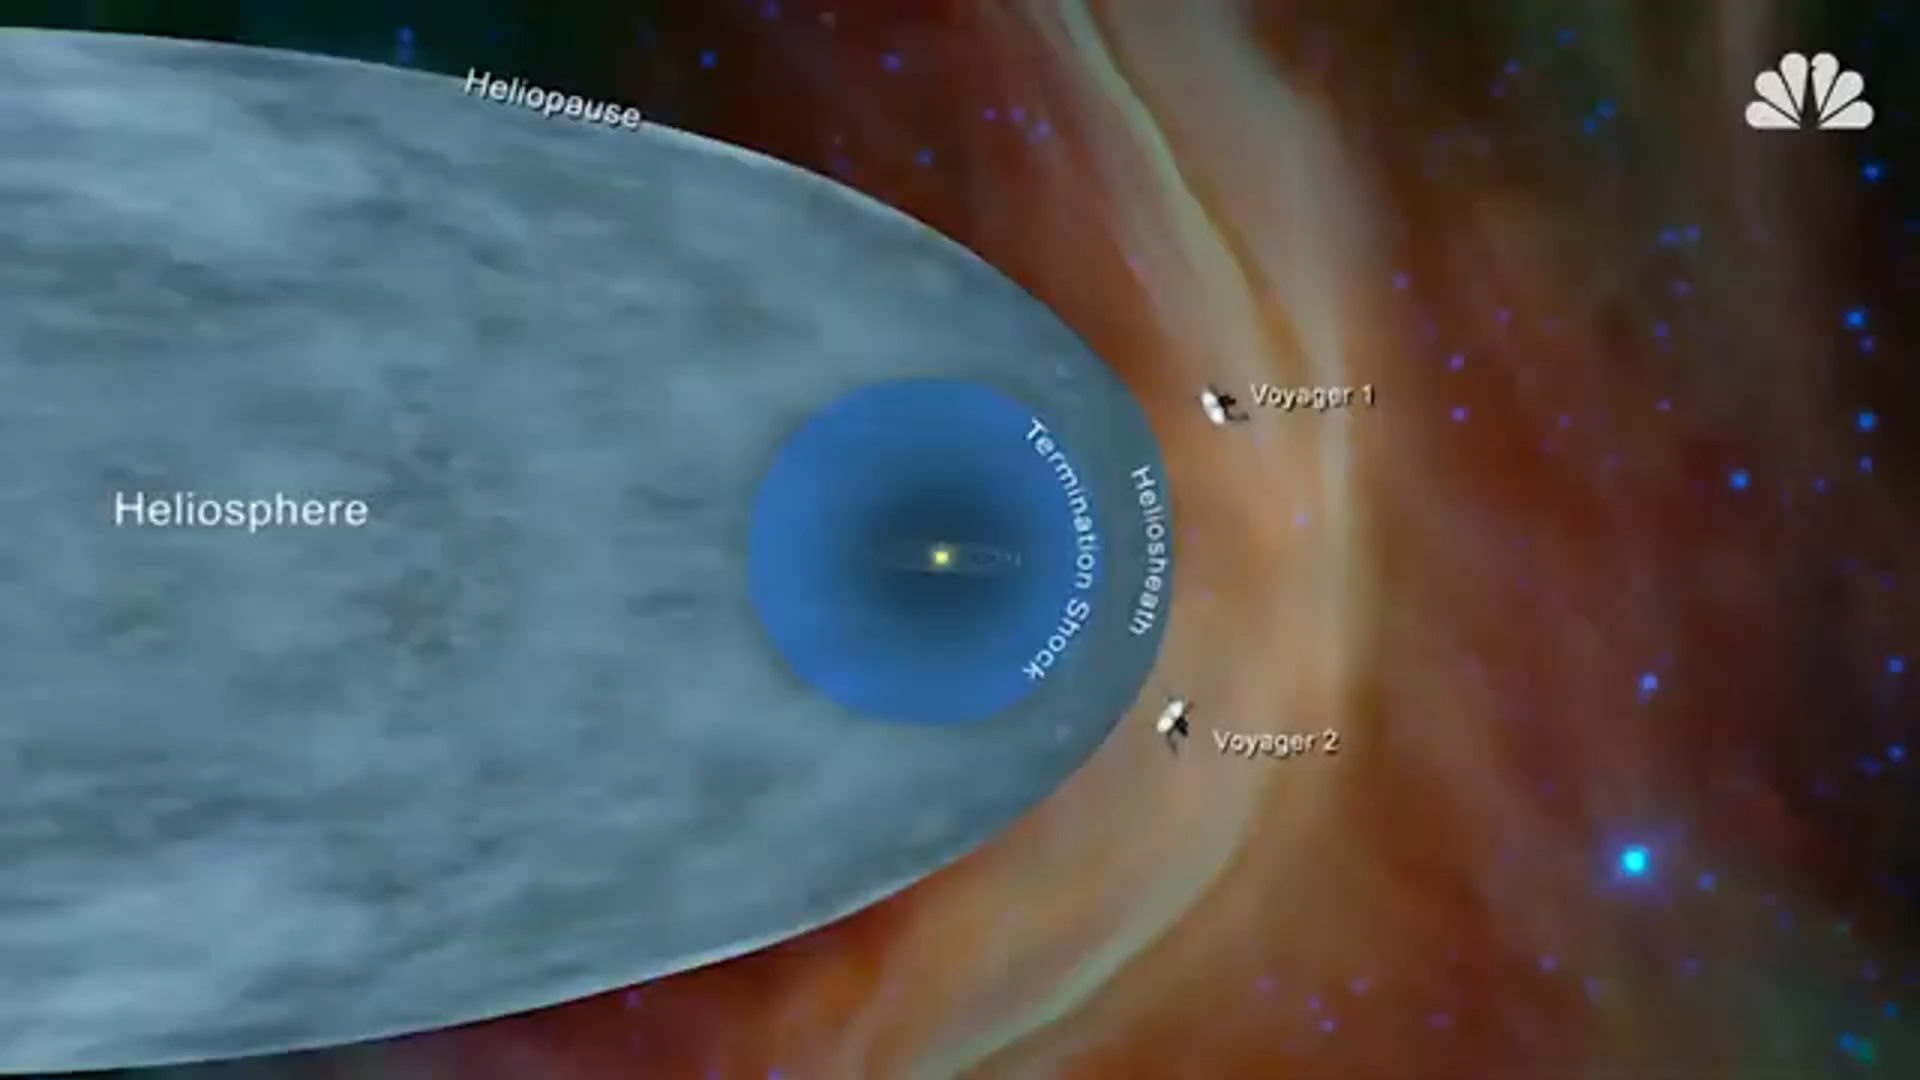 Heliopause
Voyager 1
Termination Shock
Heliosheath
Heliosphere
Voyager 2